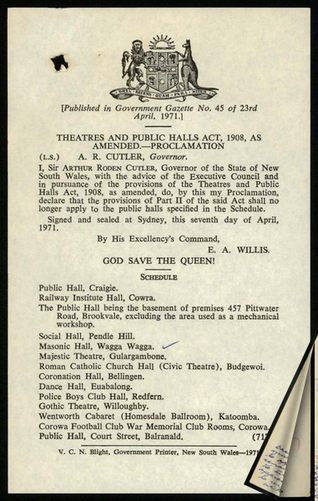 [Published in Government Gazette No. 45 of 23rd
April, 1971.]
THEATRES AND PUBLIC HALLS ACT, 1908, AS
AMENDED.—PROCLAMATION
(L.S.) A. R. CUTLER, Governor.
I, Sir ARTHUR RODEN CUTLER, Governor of the State of New
South Wales, with the advice of the Executive Council and
in pursuance of the provisions of the Theatres and Public
Halls Act, 1908, as amended, do, by this my Proclamation,
declare that the provisions of Part II of the said Act shall no
longer apply to the public halls specified in the Schedule.
Signed and sealed at Sydney, this seventh day of April,
1971.
By His Excellency's Command,
E. A. WILLIS.
GOD SAVE THE QUEEN!
SCHEDULE
Public Hall, Craigie.
Railway Institute Hall, Cowra.
The Public Hall being the basement of premises 457 Pittwater
Road, Brookvale, excluding the area used as a mechanical
workshop.
Social Hall, Pendle Hill.
Masonic Hall, Wagga Wagga.
Majestic Theatre, Gulargambone.
Roman Catholic Church Hall (Civic Theatre), Budgewoi.
Coronation Hall, Bellingen.
Dance Hall, Euabalong.
Police Boys Club Hall, Redfern.
Gothic Theatre, Willoughby.
Wentworth Cabaret (Homesdale Ballroom), Katoomba.
Corowa Football Club War Memorial Club Rooms, Corowa.
Public Hall, Court Street, Balranald. (71
V. C. N. Blight, Government Printer, New South Wales—1971